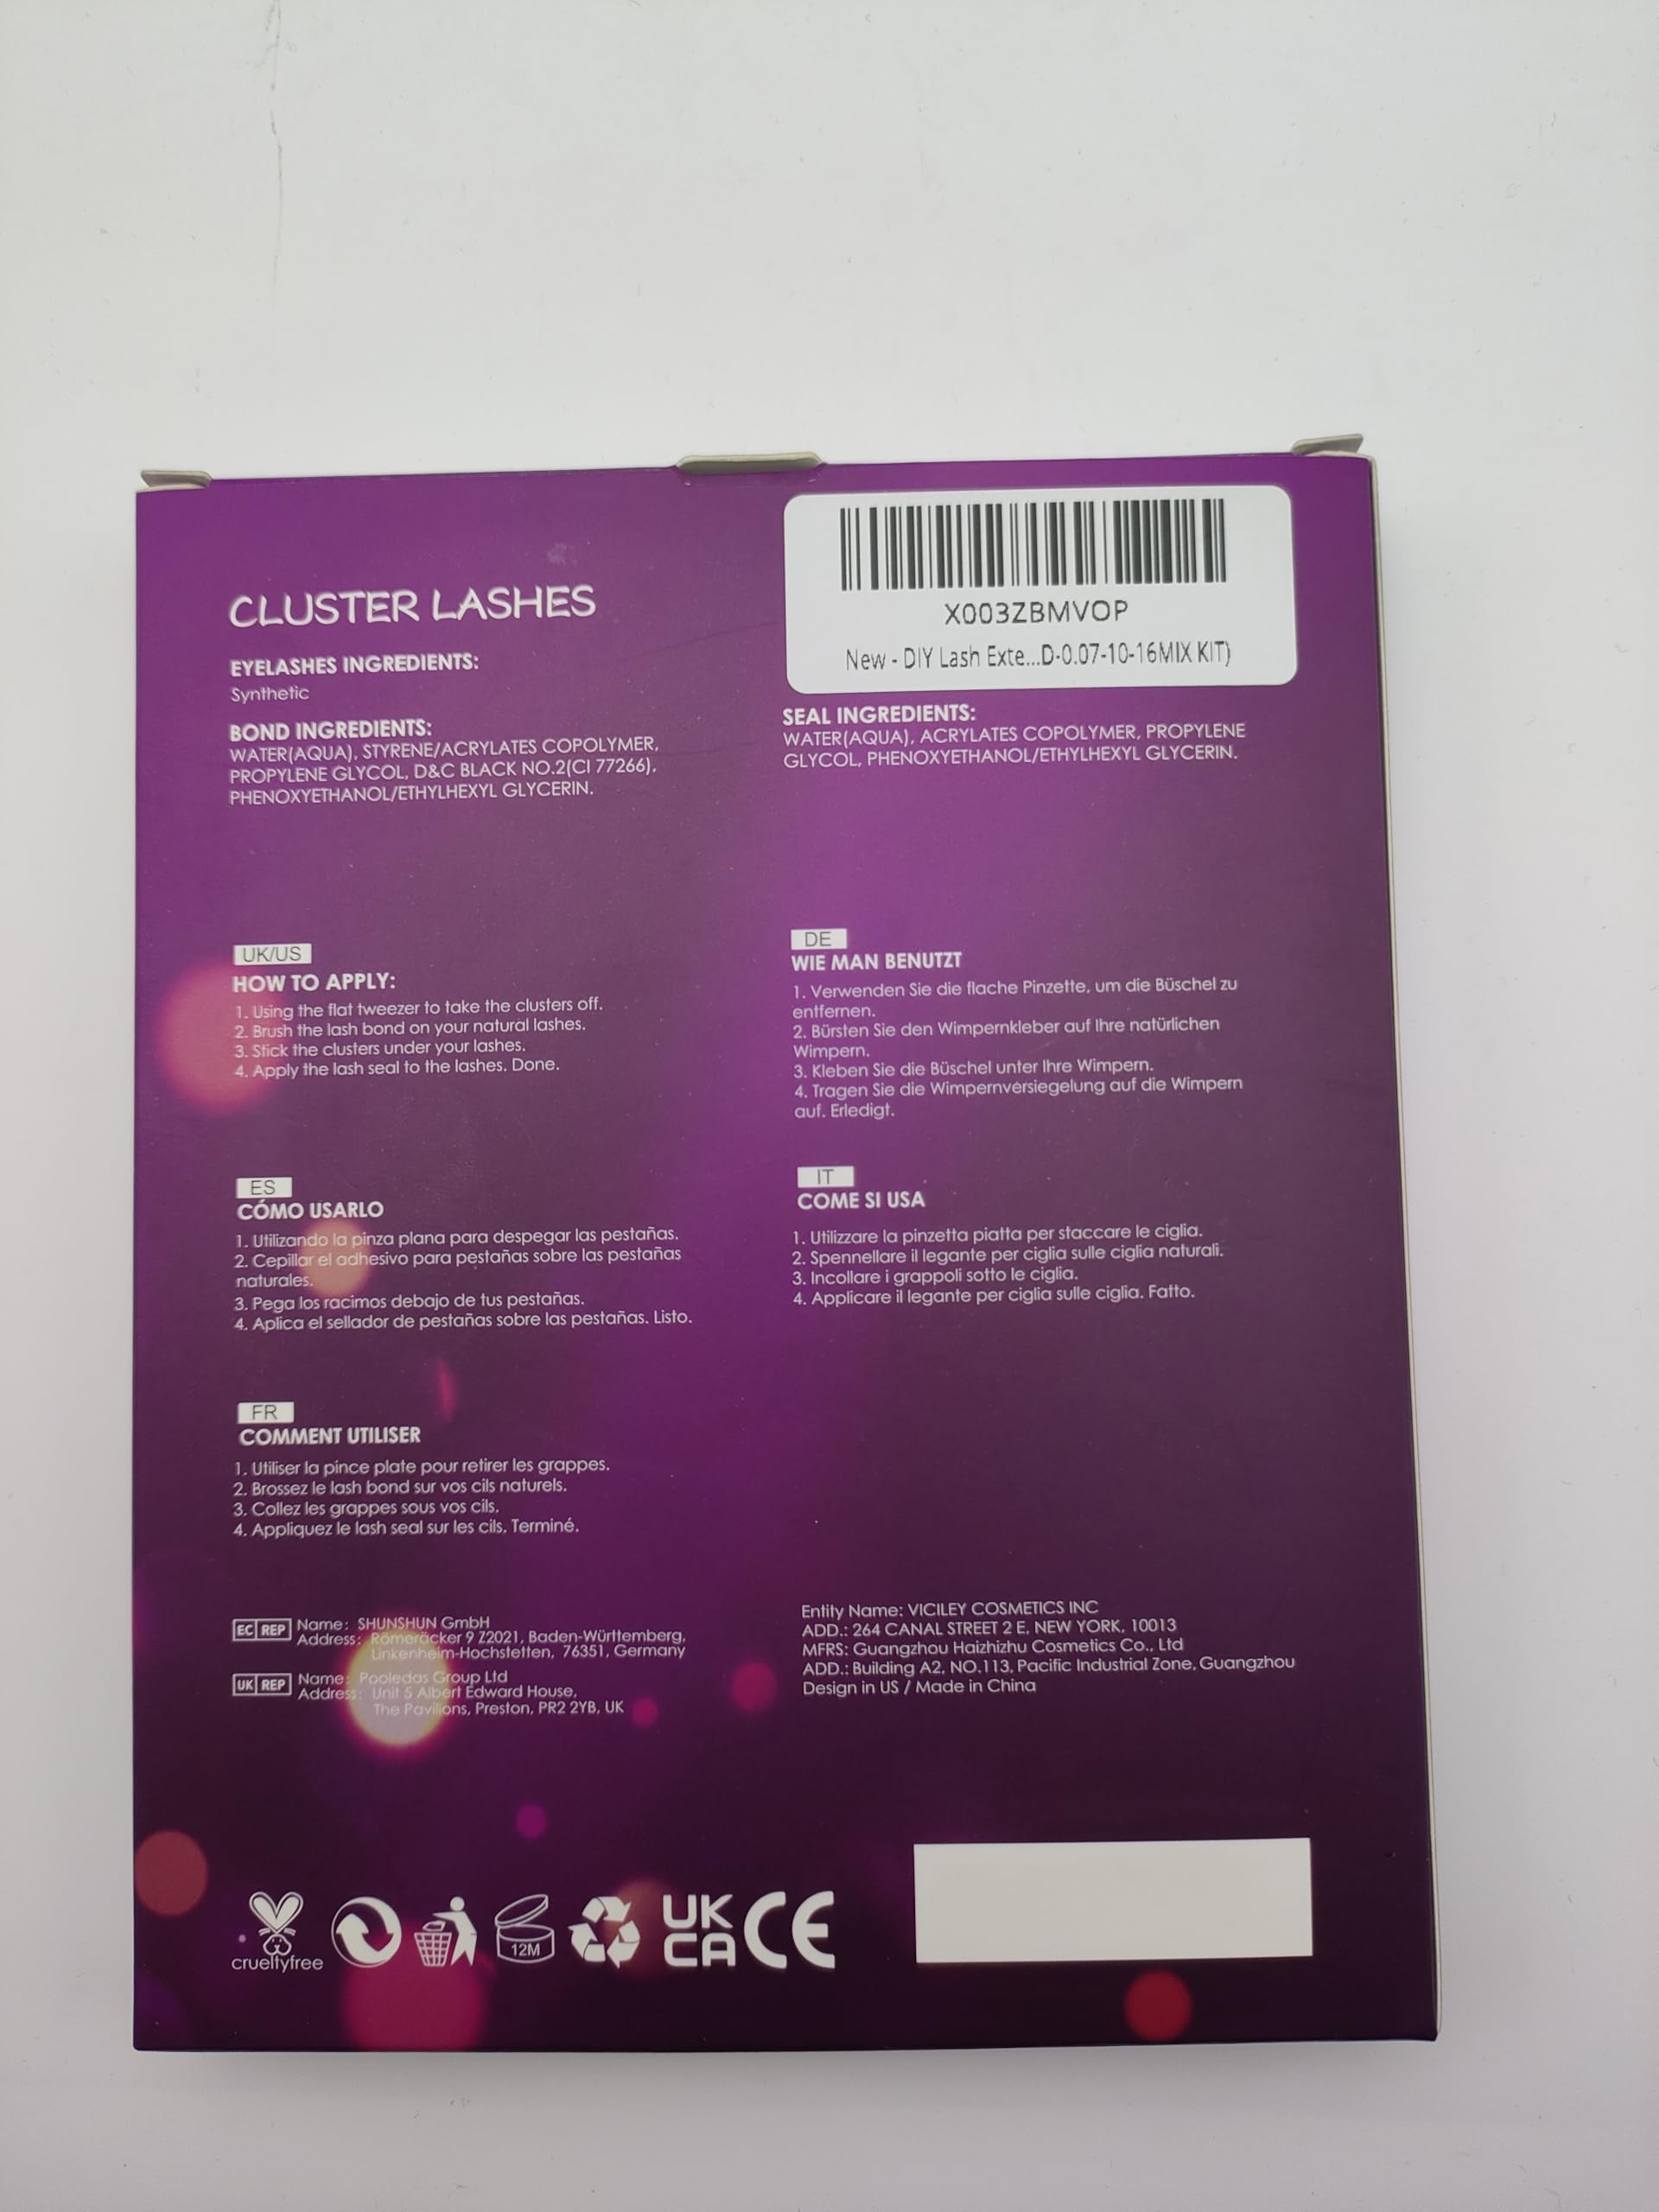 CLUSTER LASHES
EYELASHES INGREDIENTS:
Synthetic
BOND INGREDIENTS:
WATER(AQUA), STYRENE/ACRYLATES COPOLYMER,
PROPYLENE GLYCOL, D&C BLACK NO.2(CI 77266),
PHENOXYETHANOL/ETHYLHEXYL GLYCERIN.
X003ZBMVOP
New - DIY Lash Exte...D-0.07-10-16MIX KIT)
SEAL INGREDIENTS:
WATER(AQUA), ACRYLATES COPOLYMER, PROPYLENE
GLYCOL, PHENOXYETHANOL/ETHYLHEXYL GLYCERIN.
UK/US
HOW TO APPLY:
1. Using the flat tweezer to take the clusters off.
2. Brush the lash bond on your natural lashes.
3. Stick the clusters under your lashes.
4. Apply the lash seal to the lashes. Done.
DE
WIE MAN BENUTZT
1. Verwenden Sie die flache Pinzette, um die Büschel zu
entfernen.
2. Bürsten Sie den Wimpernkleber auf Ihre natürlichen
Wimpern.
3. Kleben Sie die Büschel unter Ihre Wimpern.
4. Tragen Sie die Wimpernversiegelung auf die Wimpern
auf. Erledigt.
ES
CÓMO USARLO
1. Utilizando la pinza plana para despegar las pestañas.
2. Cepillar el adhesivo para pestañas sobre las pestañas
naturales.
3. Pega los racimos debajo de tus pestañas.
4. Aplica el sellador de pestañas sobre las pestañas. Listo.
IT
COME SI USA
1. Utilizzare la pinzetta piatta per staccare le ciglia.
2. Spennellare il legante per ciglia sulle ciglia naturali.
3. Incollare i grappoli sotto le ciglia.
4. Applicare il legante per ciglia sulle ciglia. Fatto.
FR
COMMENT UTILISER
1. Utiliser la pince plate pour retirer les grappes.
2. Brossez le lash bond sur vos cils naturels.
3. Collez les grappes sous vos cils.
4. Appliquez le lash seal sur les cils. Terminé.
EC REP Name: SHUNSHUN GmbH
Address: Römeräcker 9 Z2021, Baden-Württemberg,
Linkenheim-Hochstetten, 76351, Germany
UK REP Name: Pooledas Group Ltd
Address: Unit 5 Albert Edward House,
The Pavilions, Preston, PR2 2YB, UK
Entity Name: VICILEY COSMETICS INC
ADD.: 264 CANAL STREET 2 E, NEW YORK, 10013
MFRS: Guangzhou Haizhizhu Cosmetics Co., Ltd
ADD.: Building A2, NO.113, Pacific Industrial Zone, Guangzhou
Design in US / Made in China
crueltyfree
12M
UK
CA
CE